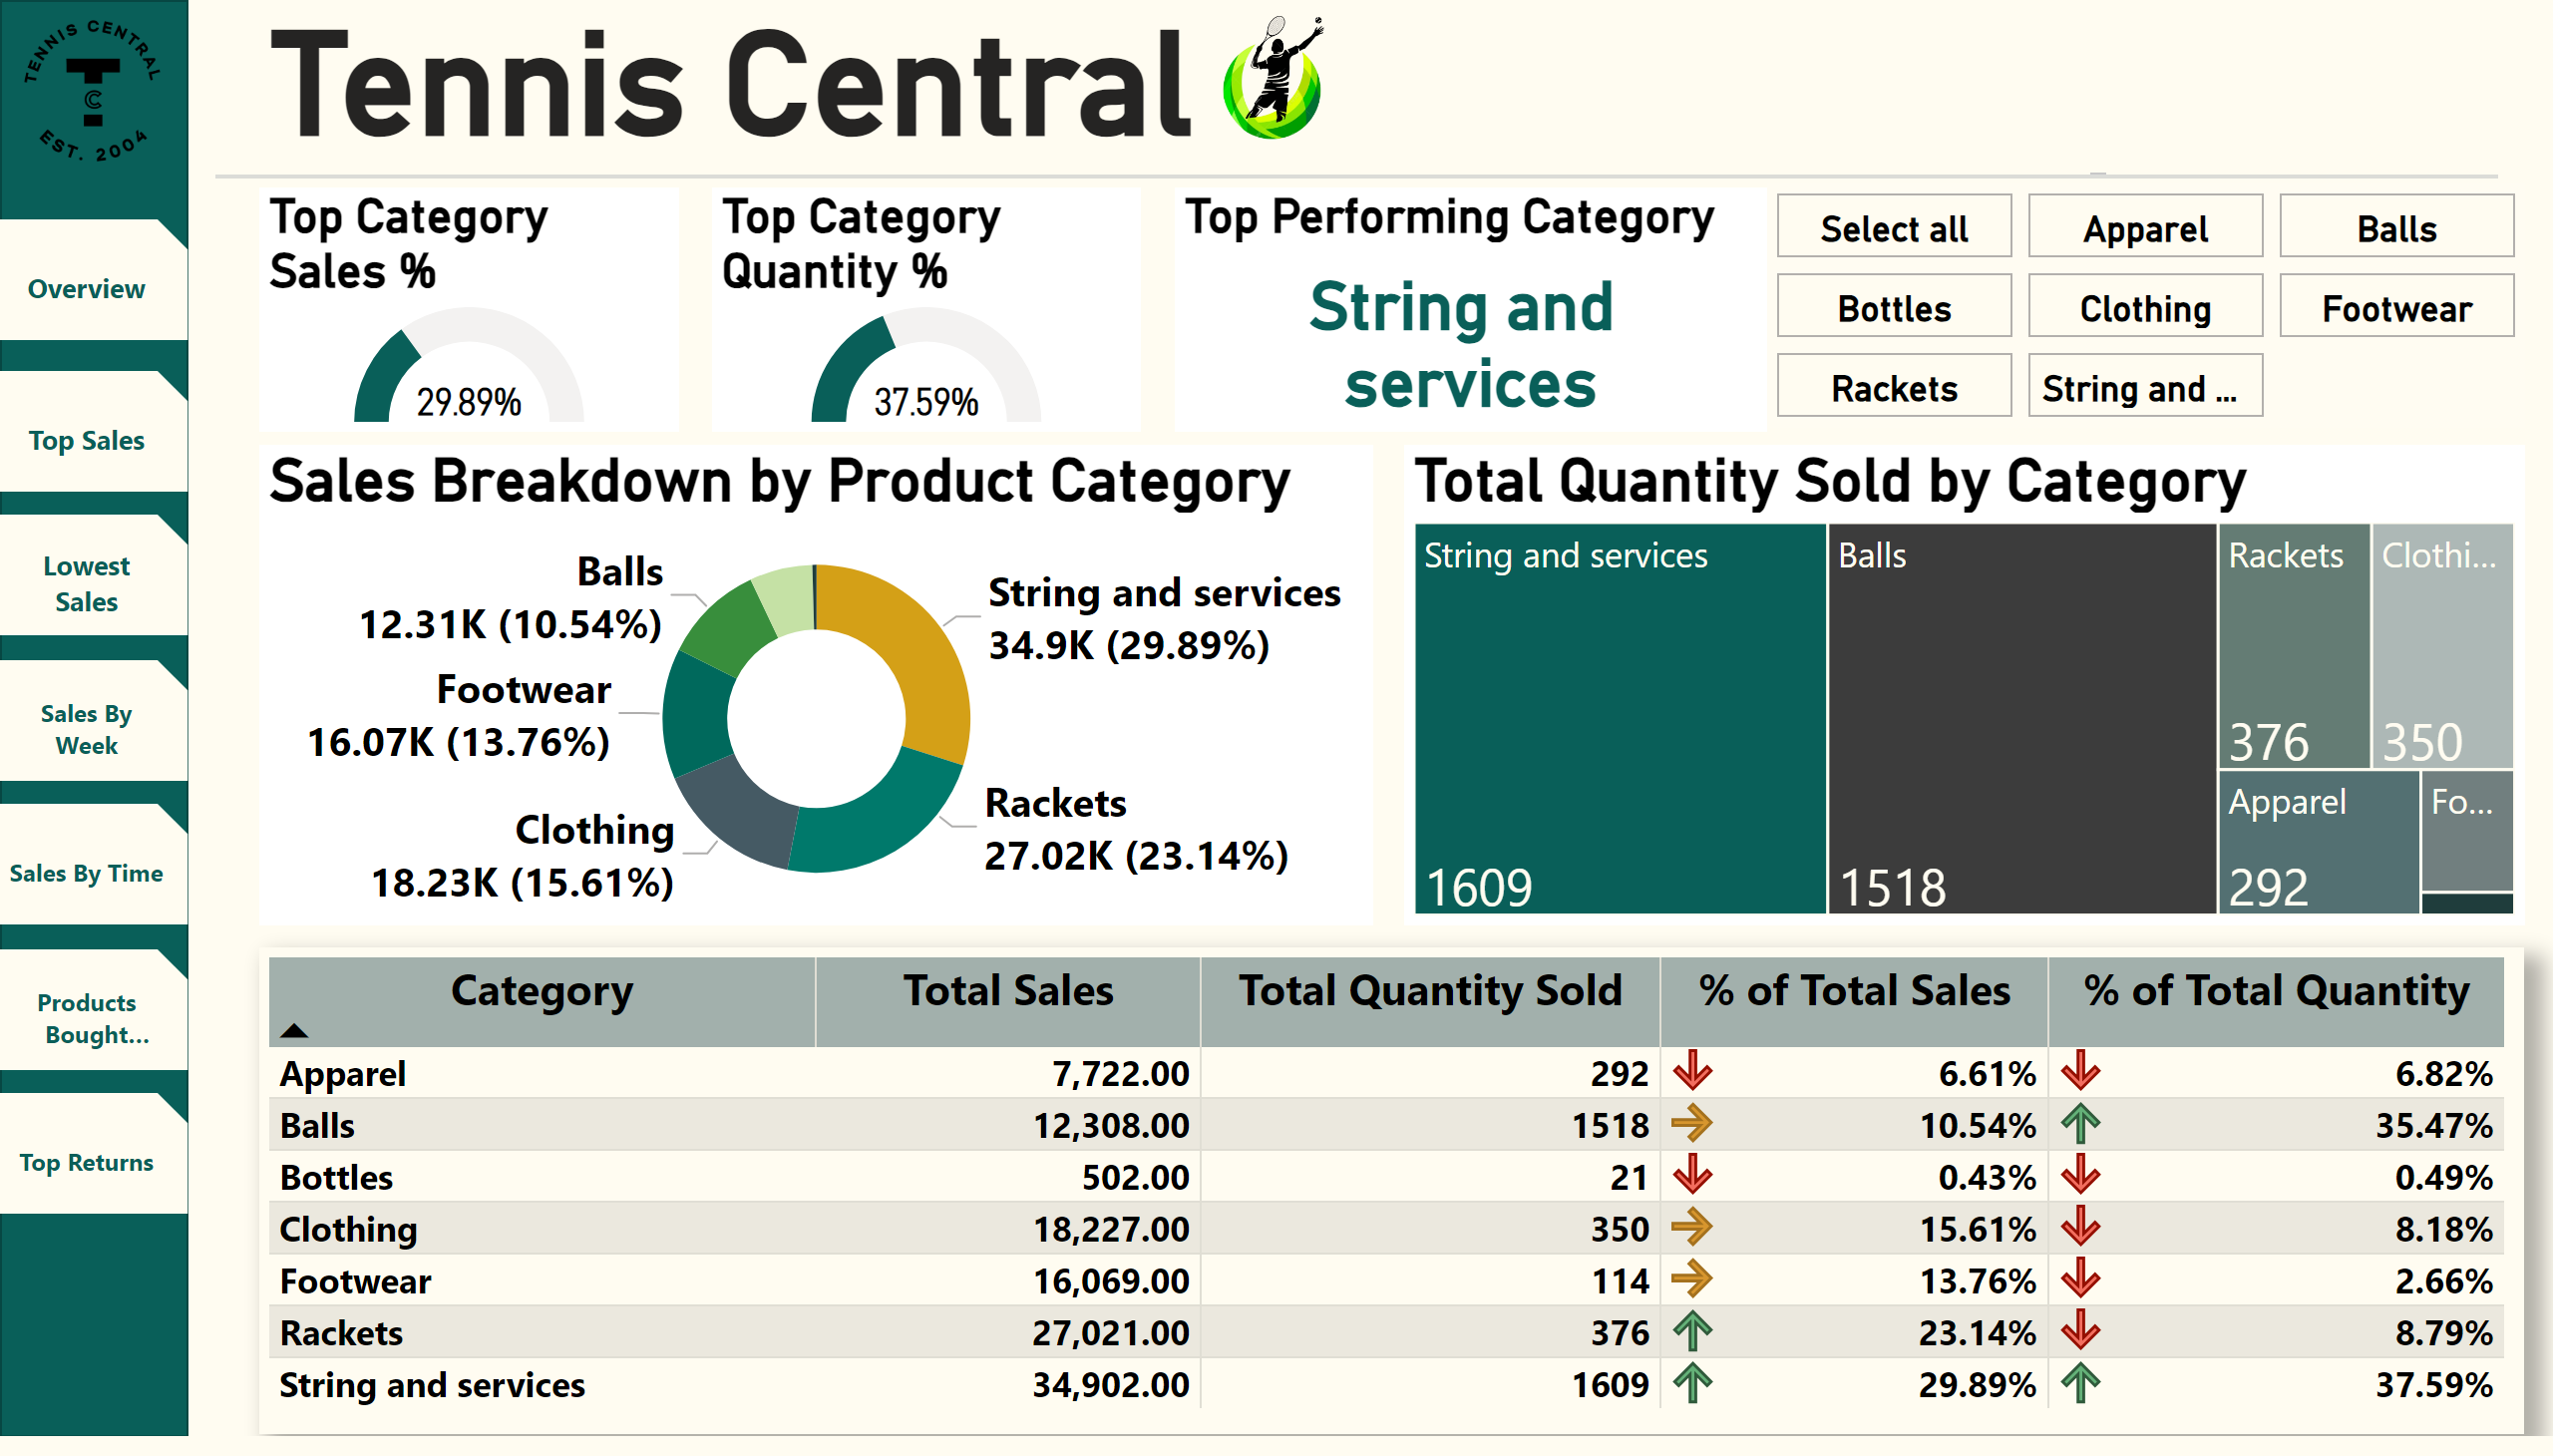 TENNIS CENTRAL
T
C
EST. 2004
Tennis Central
Overview
Top Sales
Lowest
Sales
Sales By
Week
Sales By Time
Products
Bought...
Top Returns
Top Category
Sales %
29.89%
Top Category
Quantity %
37.59%
Top Performing Category
String and
services
Select all
Apparel
Balls
Bottles
Clothing
Footwear
Rackets
String and ...
Sales Breakdown by Product Category
Balls
12.31K (10.54%)
Footwear
16.07K (13.76%)
Clothing
18.23K (15.61%)
String and services
34.9K (29.89%)
Rackets
27.02K (23.14%)
Total Quantity Sold by Category
String and services
1609
Balls
1518
Rackets
376
Clothi...
350
Apparel
292
Fo...
Category Total Sales Total Quantity Sold % of Total Sales % of Total Quantity
Apparel 7,722.00 292 6.61% 6.82%
Balls 12,308.00 1518 10.54% 35.47%
Bottles 502.00 21 0.43% 0.49%
Clothing 18,227.00 350 15.61% 8.18%
Footwear 16,069.00 114 13.76% 2.66%
Rackets 27,021.00 376 23.14% 8.79%
String and services 34,902.00 1609 29.89% 37.59%